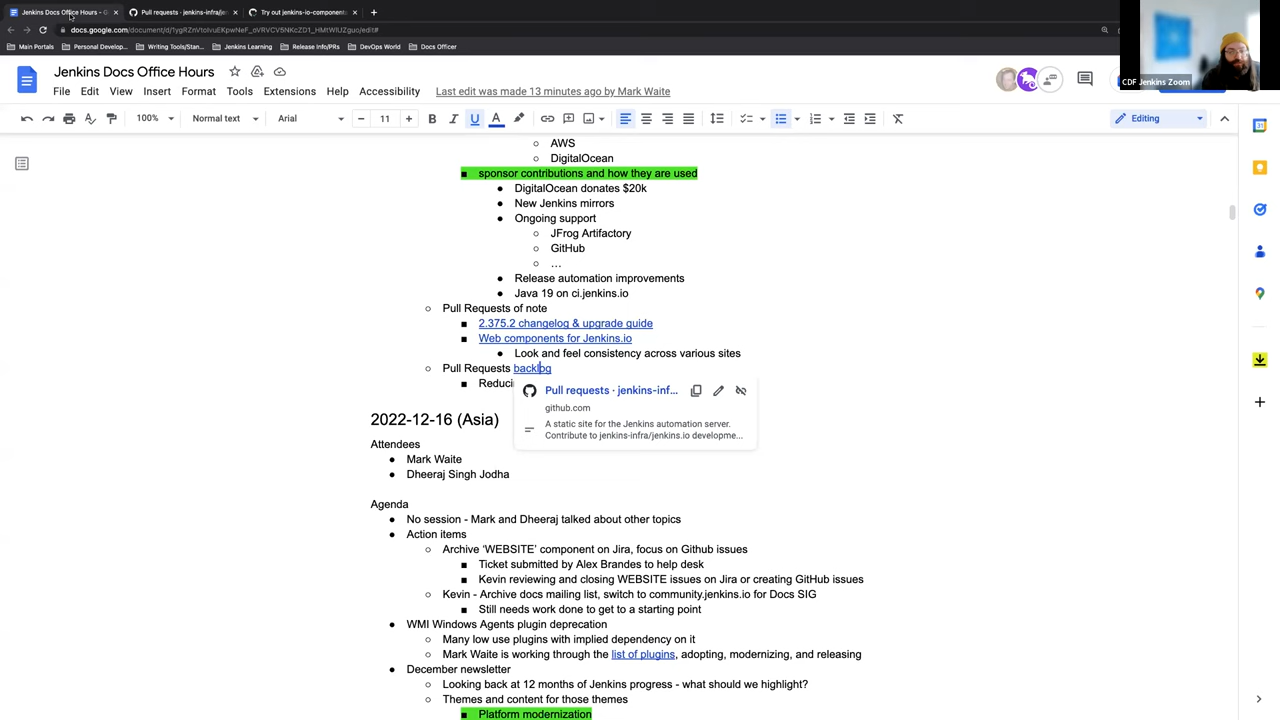 Jenkins Docs Office Hours - G
Pull requests · jenkins-infra/je
Try out jenkins-io-components
docs.google.com/document/d/1ygRZnVtoIvuEKpwNeF_oVRVCV5NKcZD1_HMtWIUZguo/edit#
Main Portals
Personal Develop...
Writing Tools/Stan...
Jenkins Learning
Release Info/PRs
DevOps World
Docs Officer
CDF Jenkins Zoom
Jenkins Docs Office Hours
File Edit View Insert Format Tools Extensions Help Accessibility
Last edit was made 13 minutes ago by Mark Waite
100% Normal text Arial 11
Editing
AWS
DigitalOcean
sponsor contributions and how they are used
DigitalOcean donates $20k
New Jenkins mirrors
Ongoing support
JFrog Artifactory
GitHub
…
Release automation improvements
Java 19 on ci.jenkins.io
Pull Requests of note
2.375.2 changelog & upgrade guide
Web components for Jenkins.io
Look and feel consistency across various sites
Pull Requests backlog
Reduci
Pull requests · jenkins-inf...
github.com
A static site for the Jenkins automation server.
Contribute to jenkins-infra/jenkins.io developme...
2022-12-16 (Asia)
Attendees
Mark Waite
Dheeraj Singh Jodha
Agenda
No session - Mark and Dheeraj talked about other topics
Action items
Archive ‘WEBSITE’ component on Jira, focus on Github issues
Ticket submitted by Alex Brandes to help desk
Kevin reviewing and closing WEBSITE issues on Jira or creating GitHub issues
Kevin - Archive docs mailing list, switch to community.jenkins.io for Docs SIG
Still needs work done to get to a starting point
WMI Windows Agents plugin deprecation
Many low use plugins with implied dependency on it
Mark Waite is working through the list of plugins, adopting, modernizing, and releasing
December newsletter
Looking back at 12 months of Jenkins progress - what should we highlight?
Themes and content for those themes
Platform modernization